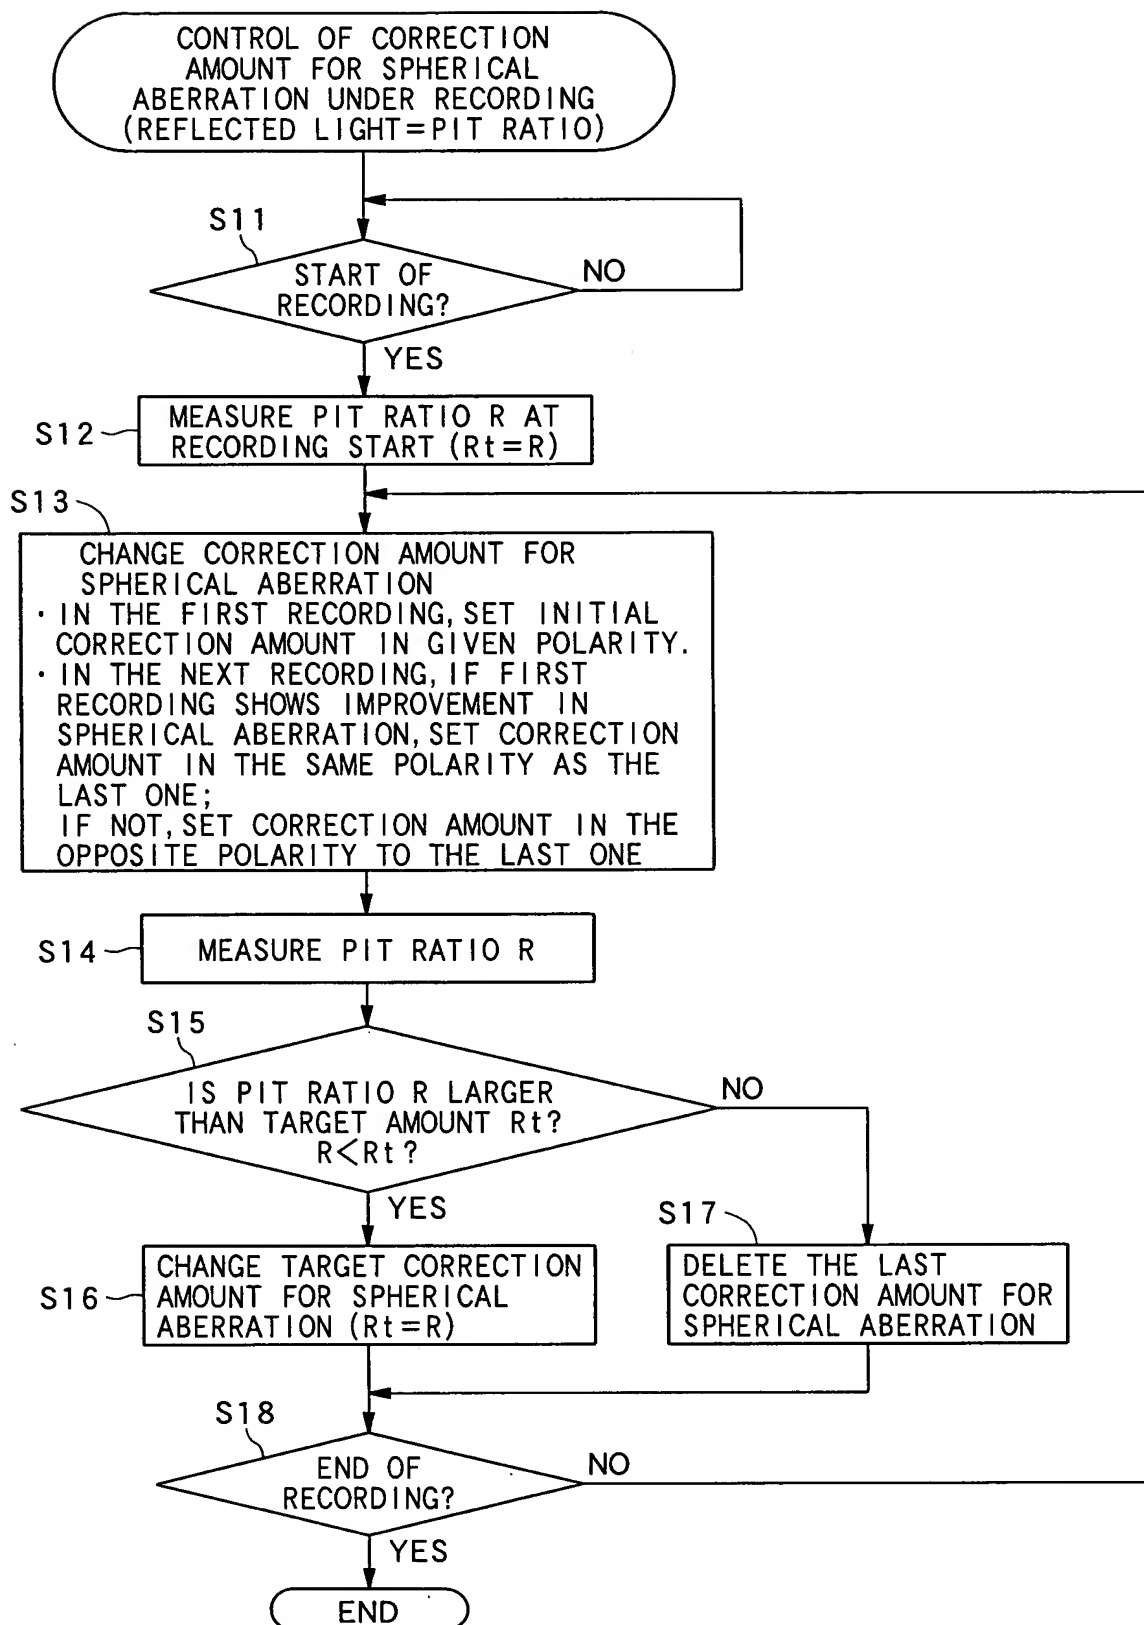 CONTROL OF CORRECTION
AMOUNT FOR SPHERICAL
ABERRATION UNDER RECORDING
(REFLECTED LIGHT=PIT RATIO)
S11
START OF
RECORDING?
NO
YES
S12
MEASURE PIT RATIO R AT
RECORDING START (Rt=R)
S13
CHANGE CORRECTION AMOUNT FOR
SPHERICAL ABERRATION
· IN THE FIRST RECORDING, SET INITIAL
CORRECTION AMOUNT IN GIVEN POLARITY.
· IN THE NEXT RECORDING, IF FIRST
RECORDING SHOWS IMPROVEMENT IN
SPHERICAL ABERRATION, SET CORRECTION
AMOUNT IN THE SAME POLARITY AS THE
LAST ONE;
IF NOT, SET CORRECTION AMOUNT IN THE
OPPOSITE POLARITY TO THE LAST ONE
S14
MEASURE PIT RATIO R
S15
IS PIT RATIO R LARGER
THAN TARGET AMOUNT Rt?
R<Rt?
NO
YES
S16
CHANGE TARGET CORRECTION
AMOUNT FOR SPHERICAL
ABERRATION (Rt=R)
S17
DELETE THE LAST
CORRECTION AMOUNT FOR
SPHERICAL ABERRATION
S18
END OF
RECORDING?
NO
YES
END